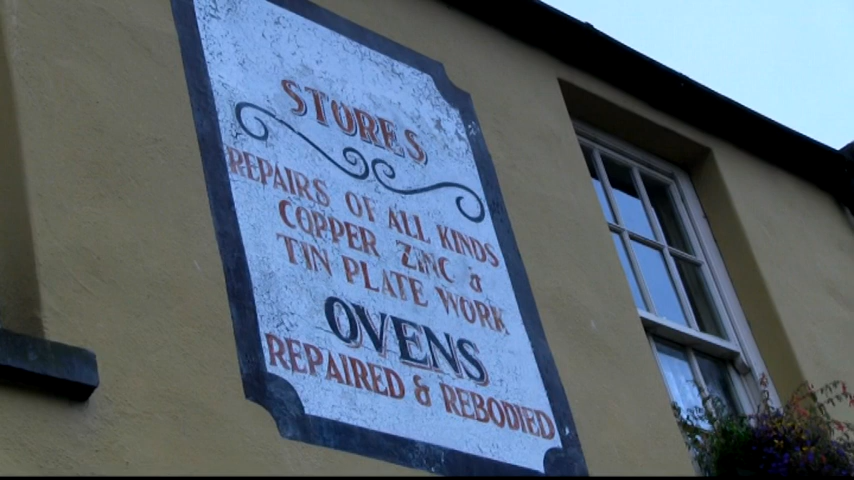 STORES
REPAIRS OF ALL KINDS
COPPER ZINC &
TIN PLATE WORK
OVENS
REPAIRED & REBODIED